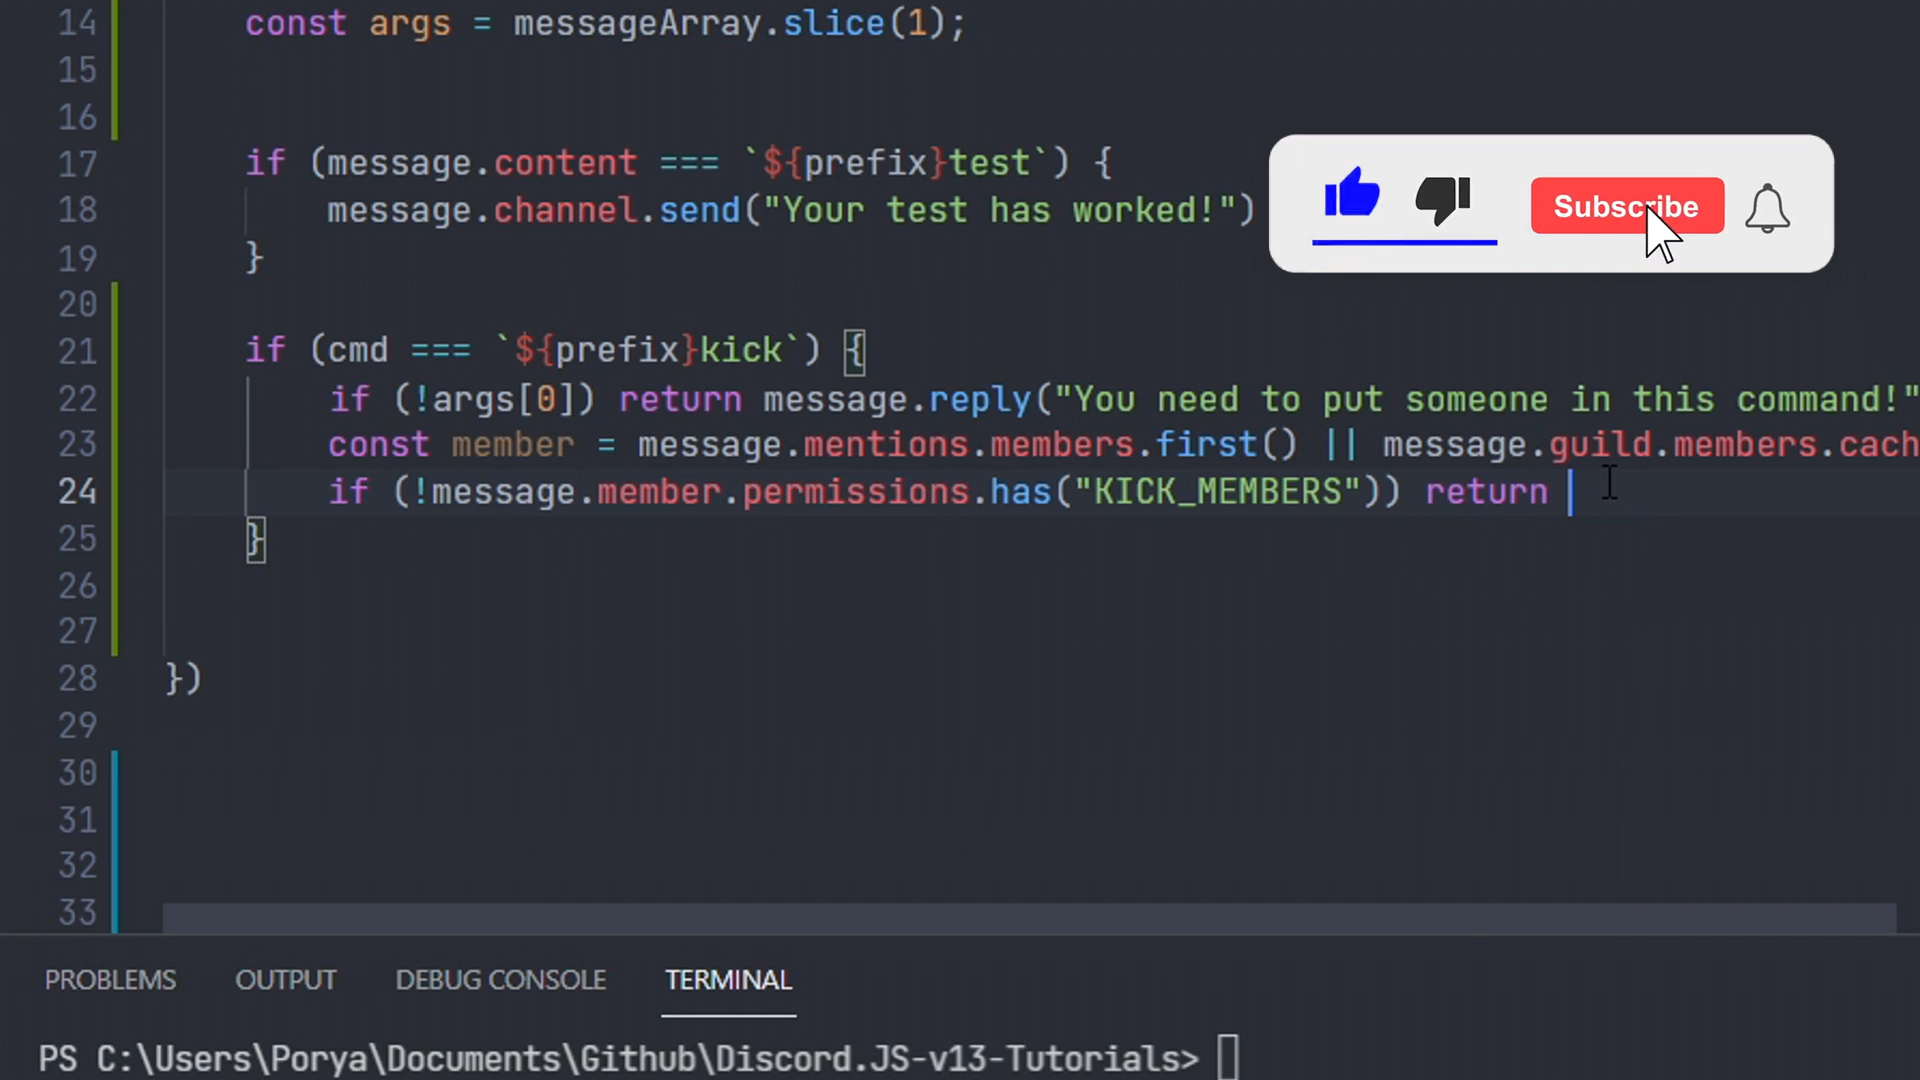 14 const args = messageArray.slice(1);
15
16
17 if (message.content === `${prefix}test`) {
18 message.channel.send("Your test has worked!")
19 }
20
21 if (cmd === `${prefix}kick`) {
22 if (!args[0]) return message.reply("You need to put someone in this command!"
23 const member = message.mentions.members.first() || message.guild.members.cach
24 if (!message.member.permissions.has("KICK_MEMBERS")) return
25 }
26
27
28 })
29
30
31
32
33
Subscribe
PROBLEMS OUTPUT DEBUG CONSOLE TERMINAL
PS C:\Users\Porya\Documents\Github\Discord.JS-v13-Tutorials>